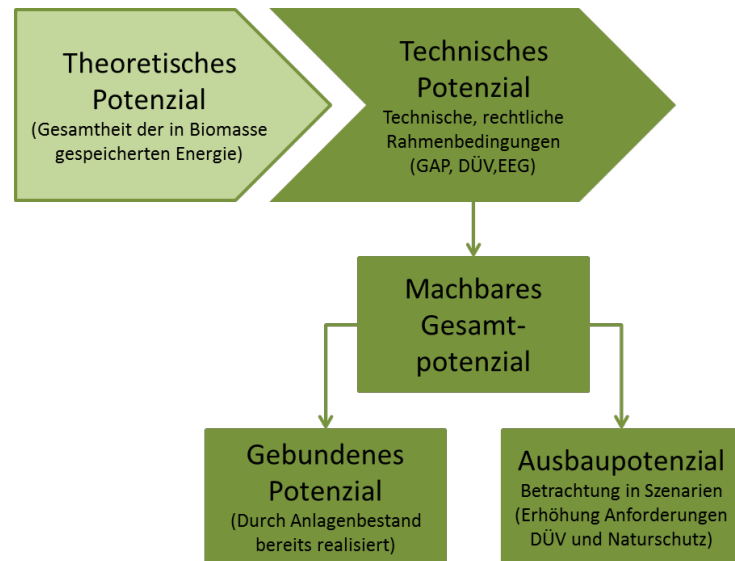 Theoretisches
Potenzial
(Gesamtheit der in Biomasse
gespeicherten Energie)
Technisches
Potenzial
Technische, rechtliche
Rahmenbedingungen
(GAP, DÜV,EEG)
Machbares
Gesamt-
potenzial
Gebundenes
Potenzial
(Durch Anlagenbestand
bereits realisiert)
Ausbaupotenzial
Betrachtung in Szenarien
(Erhöhung Anforderungen
DÜV und Naturschutz)